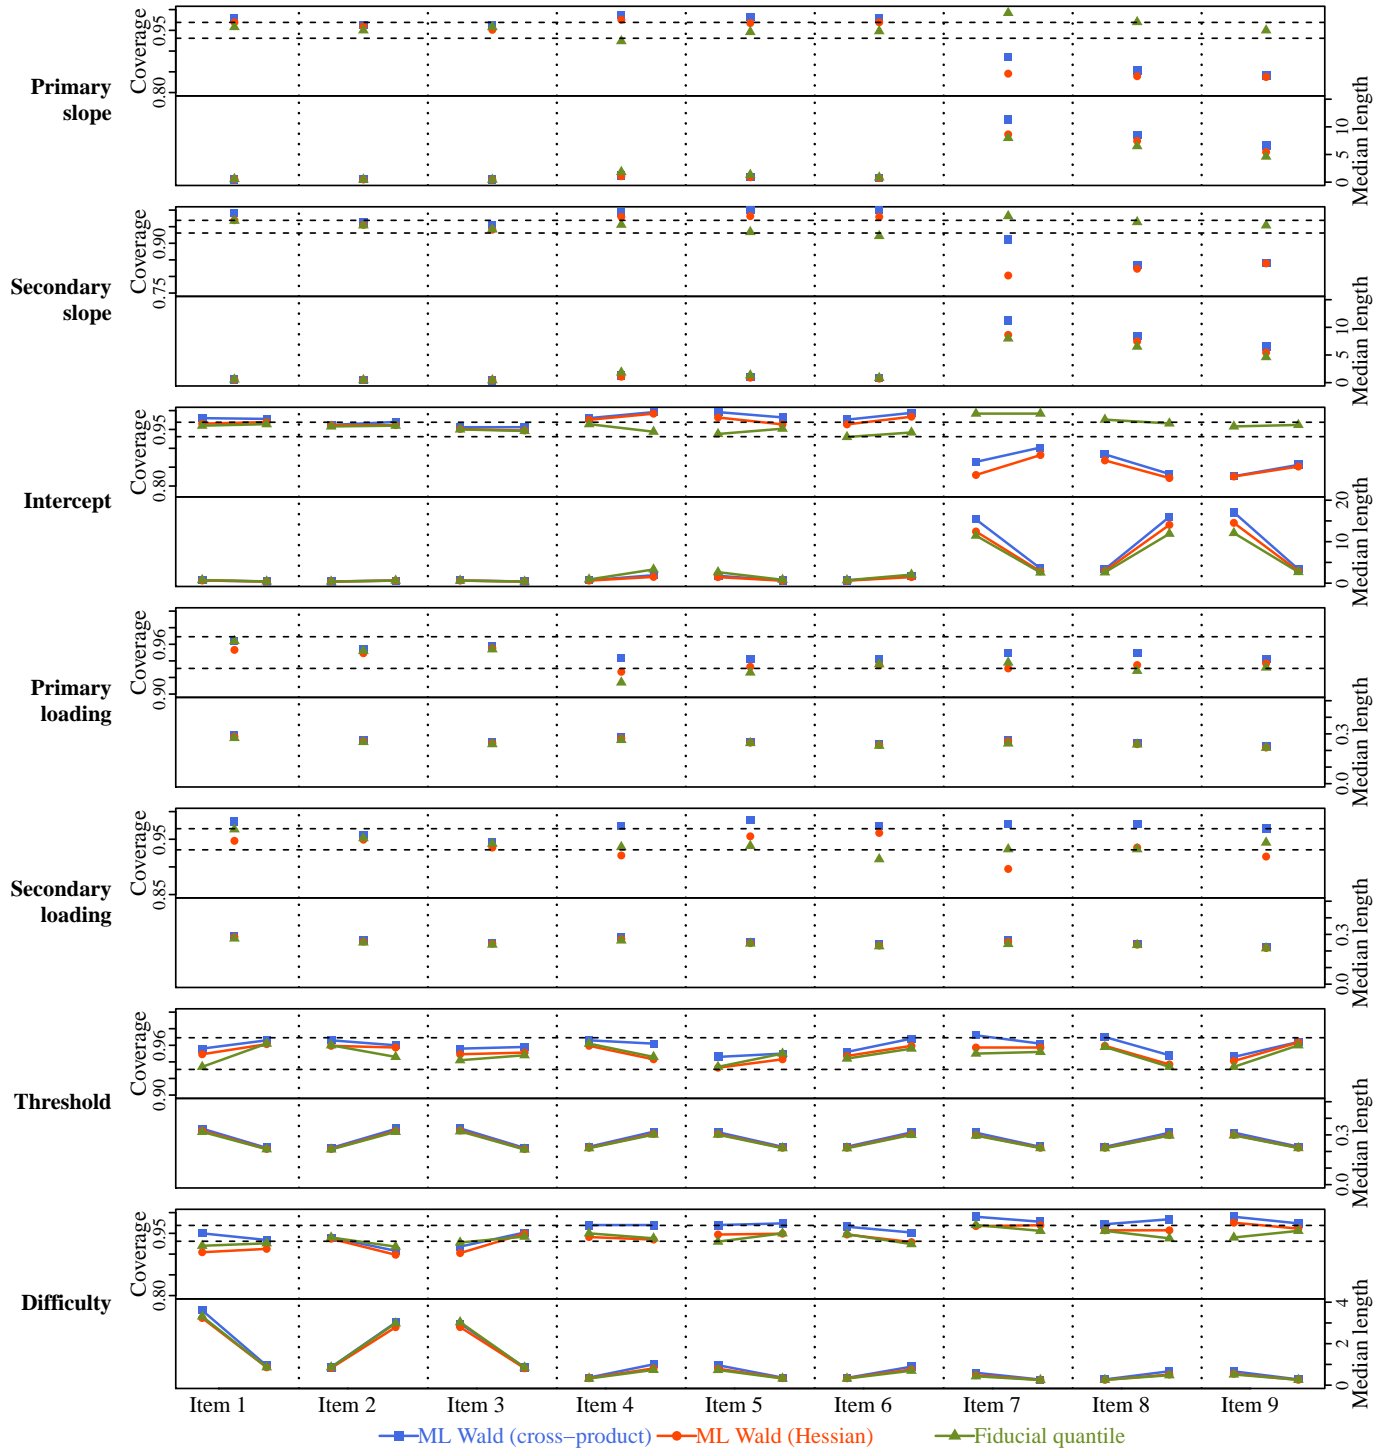 Primary
slope
Coverage
0.80 0.95
Median length
0 5 10
Secondary
slope
Coverage
0.75 0.90
Median length
0 5 10
Intercept
Coverage
0.80 0.95
Median length
0 10 20
Primary
loading
Coverage
0.90 0.96
Median length
0.0 0.3
Secondary
loading
Coverage
0.85 0.95
Median length
0.0 0.3
Threshold
Coverage
0.90 0.96
Median length
0.0 0.3
Difficulty
Coverage
0.80 0.95
Median length
0 2 4
Item 1 Item 2 Item 3 Item 4 Item 5 Item 6 Item 7 Item 8 Item 9
ML Wald (cross−product) ML Wald (Hessian) Fiducial quantile